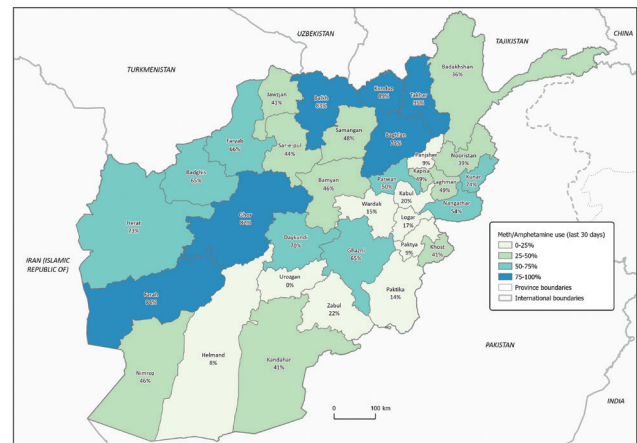 UZBEKISTAN
TAJIKISTAN
CHINA
TURKMENISTAN
Badakhshan
36%
Jawzjan
41%
Balkh
Kunduz
Takhar
Samangan
48%
Baghlan
Faryab
66%
Sar-e-pul
44%
Panjsher
9%
Nooristan
39%
Badghis
65%
Bamyan
46%
Parwan
50%
Kapisa
49%
Laghman
49%
Kunar
Kabul
20%
Nangarhar
54%
Wardak
15%
Logar
17%
Herat
73%
Ghor
Daykundi
70%
Ghazni
65%
Paktya
9%
Khost
41%
IRAN (ISLAMIC
REPUBLIC OF)
Farah
Urozgan
0%
Paktika
14%
Zabul
22%
Helmand
8%
Kandahar
41%
Nimroz
46%
PAKISTAN
INDIA
Meth/Amphetamine use (last 30 days)
0-25%
25-50%
50-75%
75-100%
Province boundaries
International boundaries
0 100 km